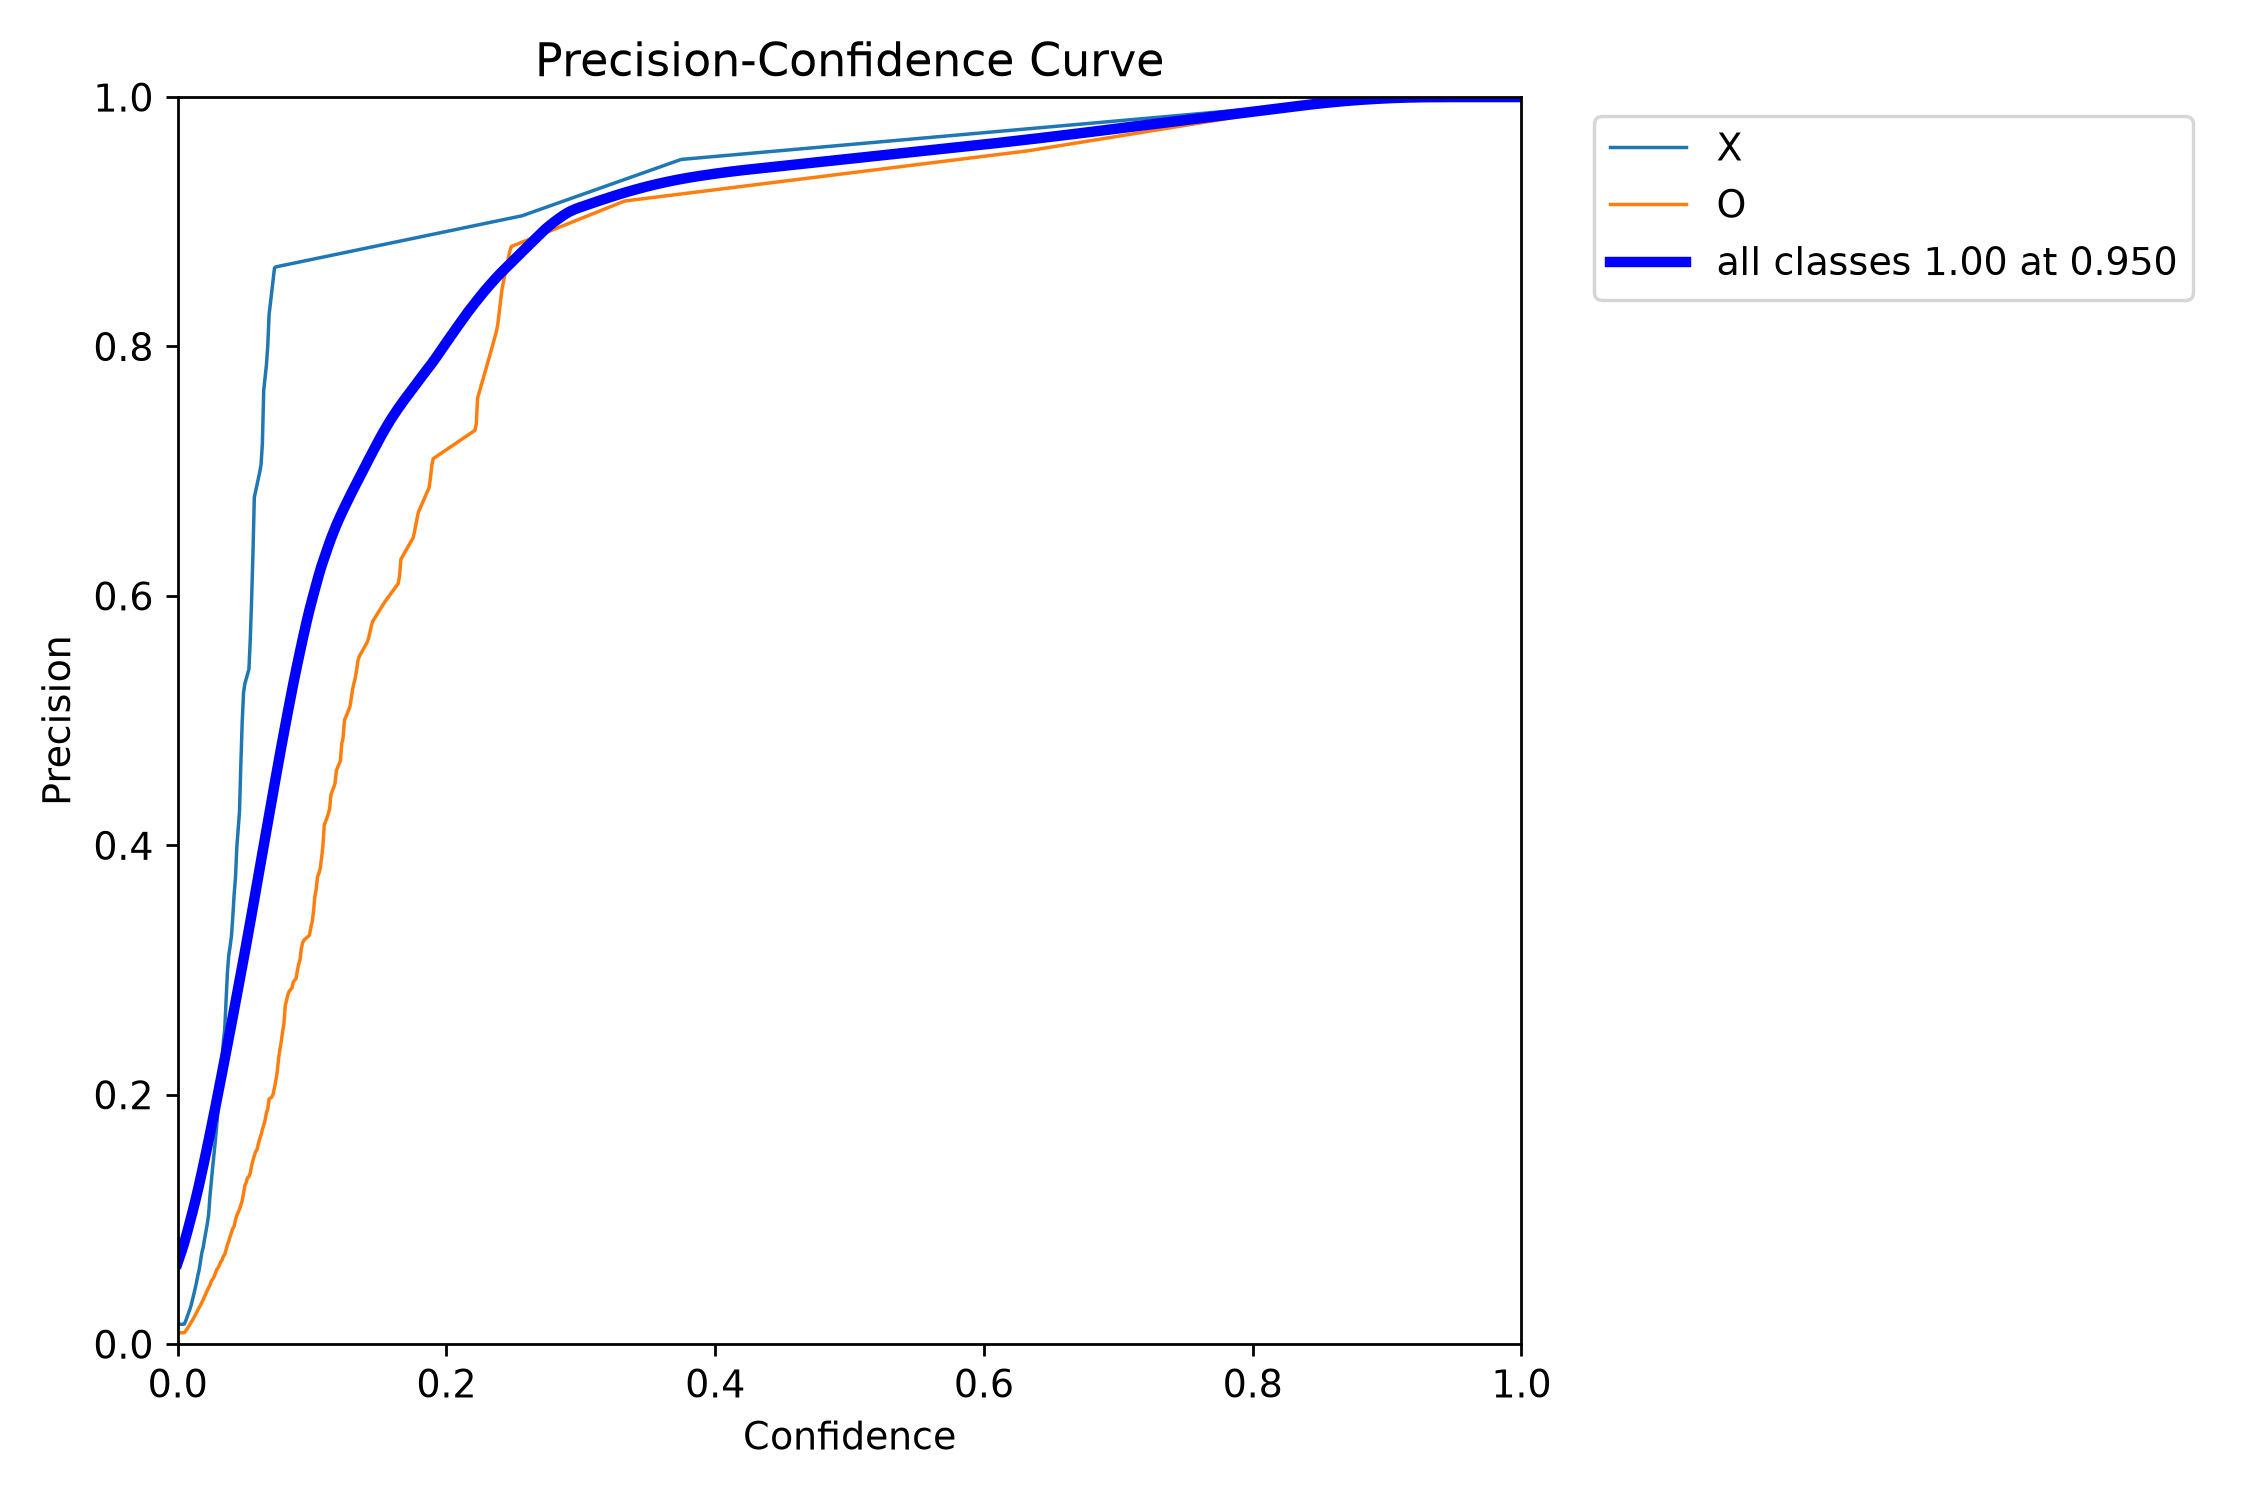 Precision-Confidence Curve
1.0
0.8
0.6
0.4
0.2
0.0
Precision
0.0 0.2 0.4 0.6 0.8 1.0
Confidence
X
O
all classes 1.00 at 0.950